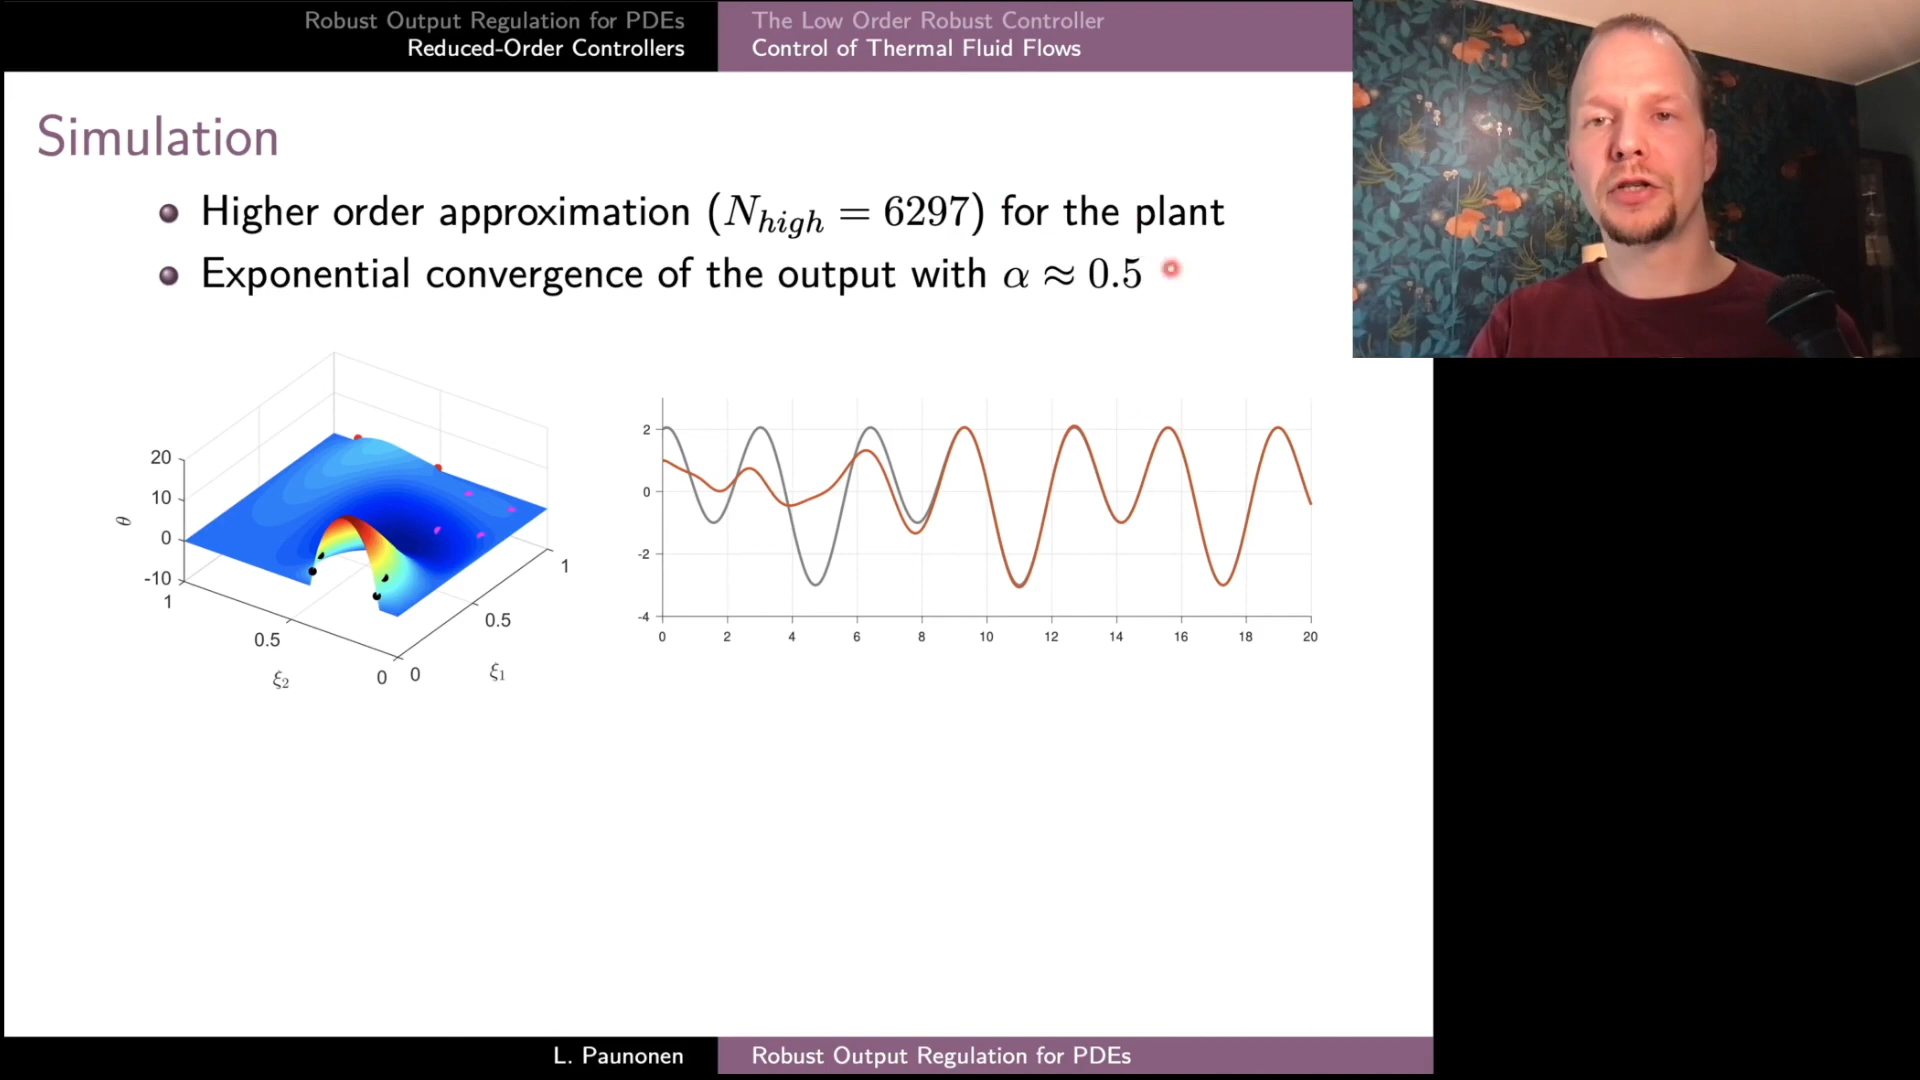 Robust Output Regulation for PDEs
Reduced-Order Controllers
The Low Order Robust Controller
Control of Thermal Fluid Flows
Simulation
Higher order approximation (N_high = 6297) for the plant
Exponential convergence of the output with α ≈ 0.5
20
10
0
-10
θ
1
0.5
0
ξ₂
0
0.5
1
ξ₁
2
0
-2
-4
0 2 4 6 8 10 12 14 16 18 20
L. Paunonen
Robust Output Regulation for PDEs